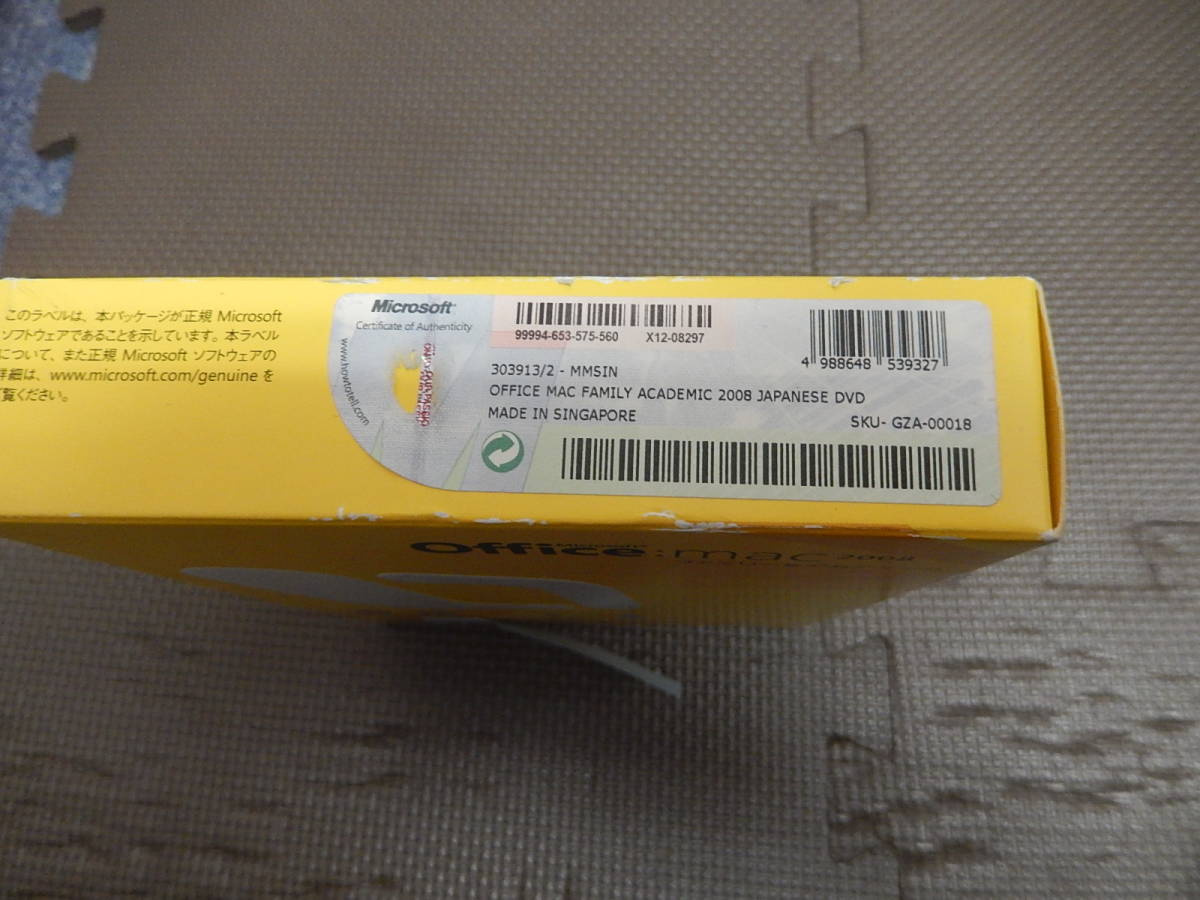 このラベルは、本パッケージが正規 Microsoft
ソフトウェアであることを示しています。本ラベル
について、また正規 Microsoft ソフトウェアの
詳細は、www.microsoft.com/genuine を
ご覧ください。
Microsoft
Certificate of Authenticity
www.howtotell.com
99994-653-575-560 X12-08297
303913/2 - MMSIN
OFFICE MAC FAMILY ACADEMIC 2008 JAPANESE DVD
MADE IN SINGAPORE
4 988648 539327
SKU- GZA-00018
Microsoft
Office:mac 2008